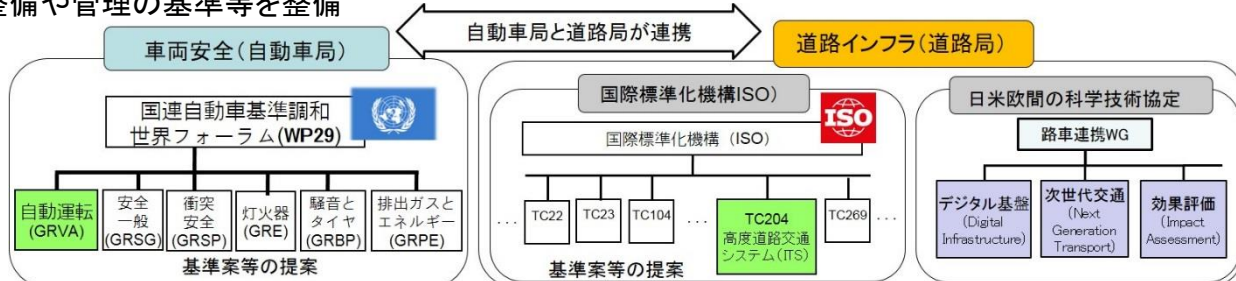 整備や管理の基準等を整備
自動車局と道路局が連携
車両安全(自動車局)
道路インフラ(道路局)
国連自動車基準調和
世界フォーラム(WP29)
自動運転
(GRVA)
安全
一般
(GRSG)
衝突
安全
(GRSP)
灯火器
(GRE)
騒音と
タイヤ
(GRBP)
排出ガスと
エネルギー
(GRPE)
基準案等の提案
国際標準化機構ISO)
ISO
国際標準化機構 (ISO)
...
TC22
TC23
TC104
...
TC204
高度道路交通
システム(ITS)
TC269
...
基準案等の提案
日米欧間の科学技術協定
路車連携WG
デジタル基盤
(Digital
Infrastructure)
次世代交通
(Next
Generation
Transport)
効果評価
(Impact
Assessment)